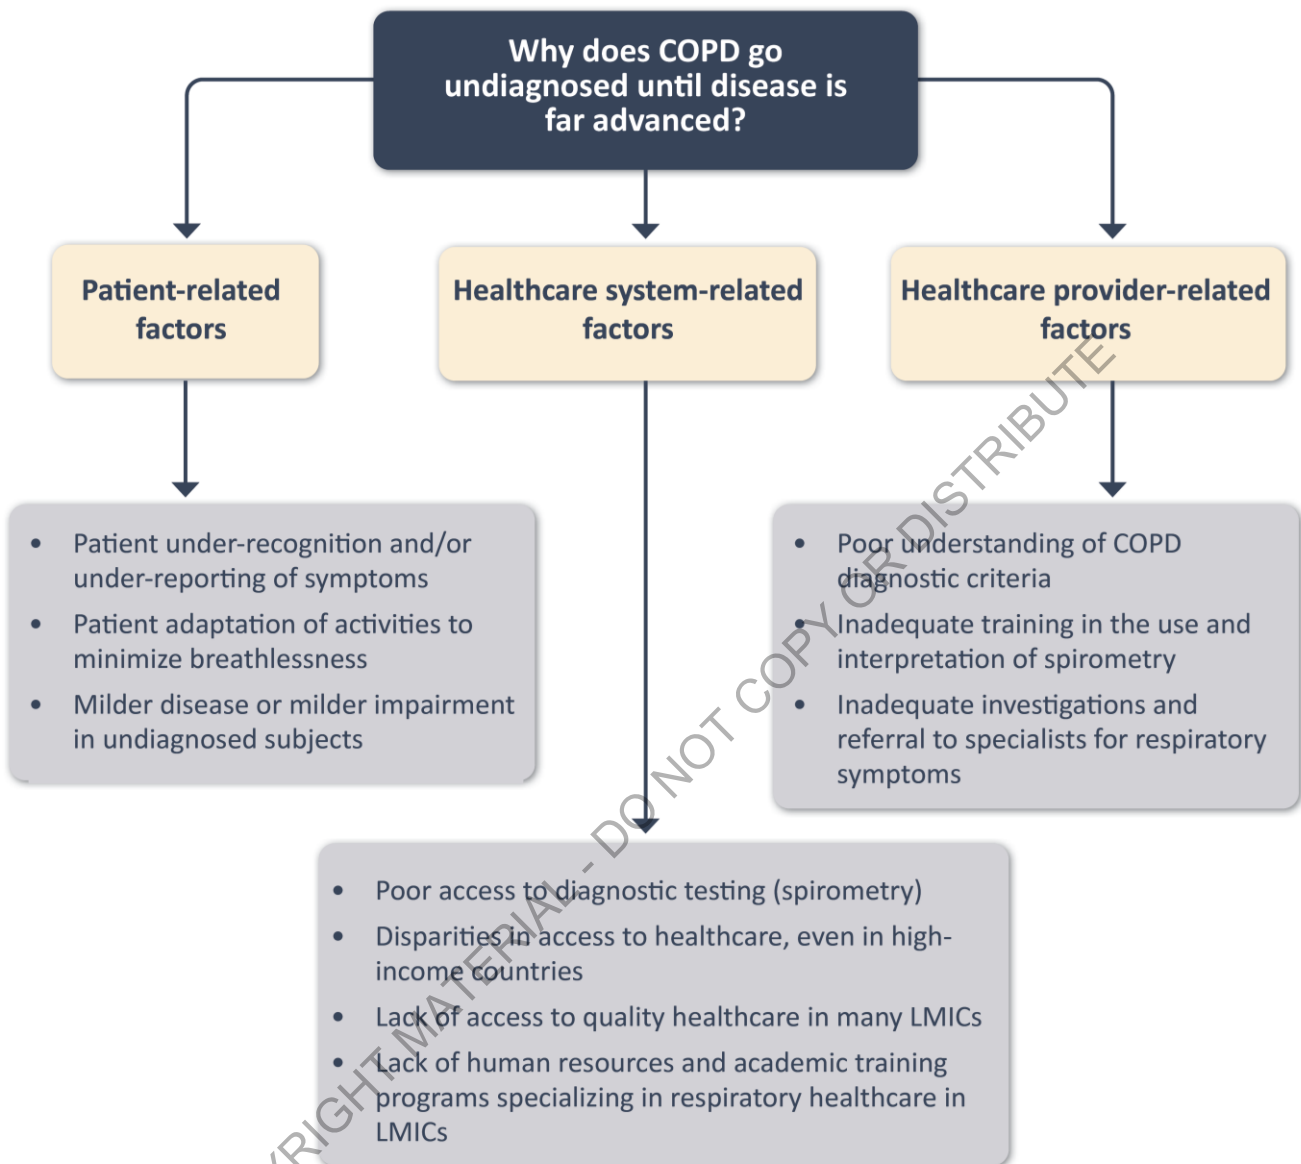 Why does COPD go
undiagnosed until disease is
far advanced?
Patient-related
factors
Healthcare system-related
factors
Healthcare provider-related
factors
• Patient under-recognition and/or
under-reporting of symptoms
• Patient adaptation of activities to
minimize breathlessness
• Milder disease or milder impairment
in undiagnosed subjects
• Poor understanding of COPD
diagnostic criteria
• Inadequate training in the use and
interpretation of spirometry
• Inadequate investigations and
referral to specialists for respiratory
symptoms
• Poor access to diagnostic testing (spirometry)
• Disparities in access to healthcare, even in high-
income countries
• Lack of access to quality healthcare in many LMICs
• Lack of human resources and academic training
programs specializing in respiratory healthcare in
LMICs
RIGHT MATERIAL - DO NOT COPY OR DISTRIBUTE